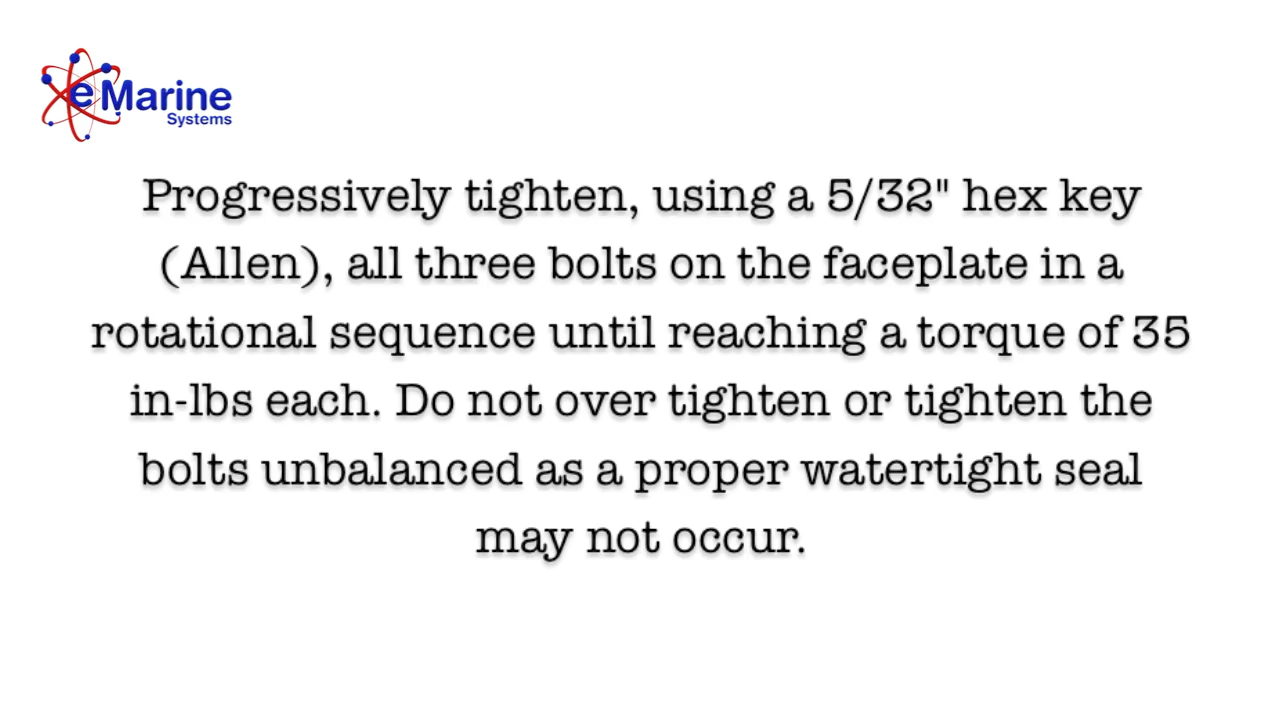 eMarine
Systems
Progressively tighten, using a 5/32" hex key
(Allen), all three bolts on the faceplate in a
rotational sequence until reaching a torque of 35
in-lbs each. Do not over tighten or tighten the
bolts unbalanced as a proper watertight seal
may not occur.